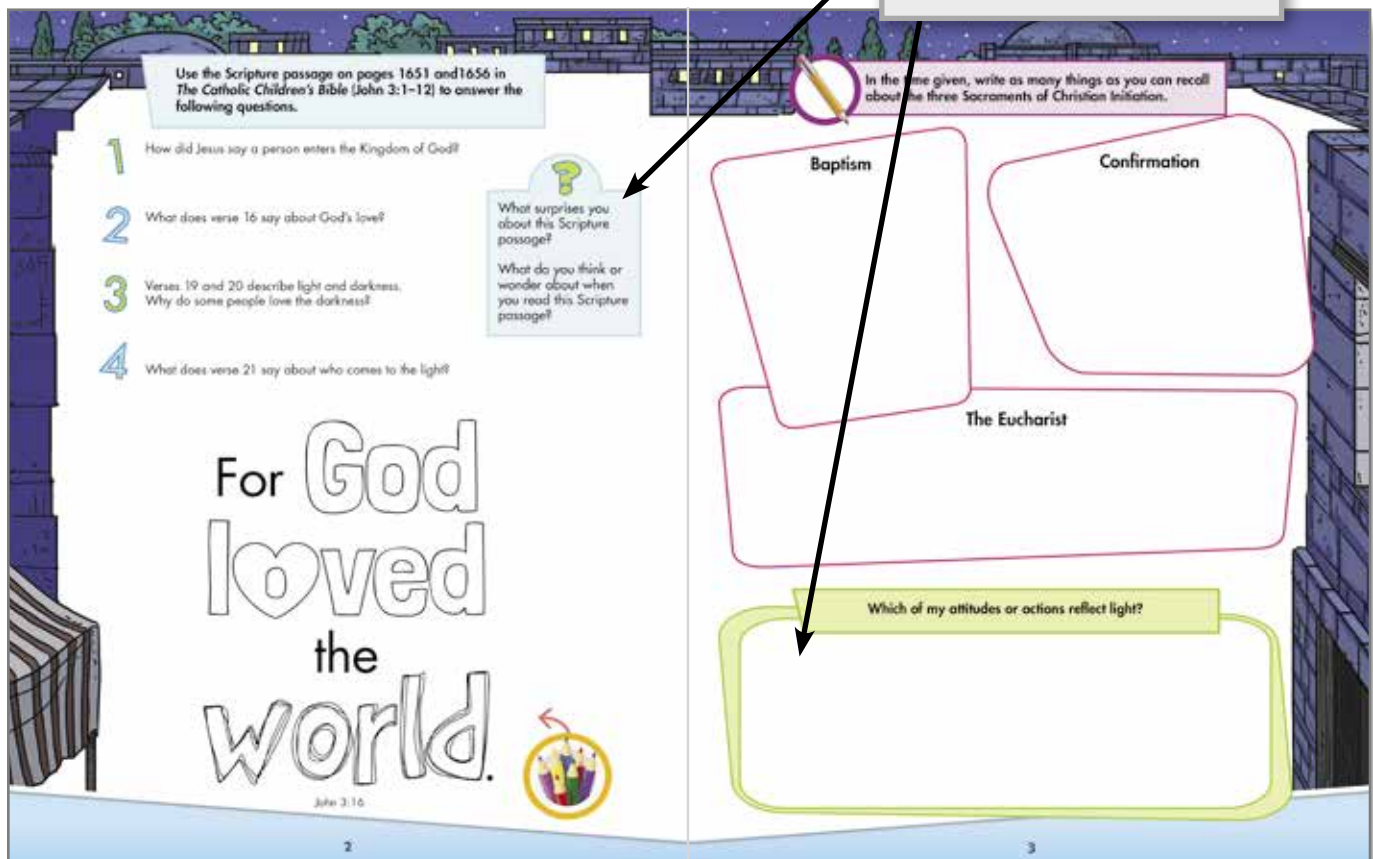 Use the Scripture passage on pages 1651 and1656 in
The Catholic Children's Bible (John 3:1–12) to answer the
following questions.
1 How did Jesus say a person enters the Kingdom of God?
2 What does verse 16 say about God's love?
3 Verses 19 and 20 describe light and darkness.
Why do some people love the darkness?
4 What does verse 21 say about who comes to the light?
?
What surprises you
about this Scripture
passage?
What do you think or
wonder about when
you read this Scripture
passage?
For God
loved
the
world.
John 3:16
2
In the time given, write as many things as you can recall
about the three Sacraments of Christian Initiation.
Baptism
Confirmation
The Eucharist
Which of my attitudes or actions reflect light?
3